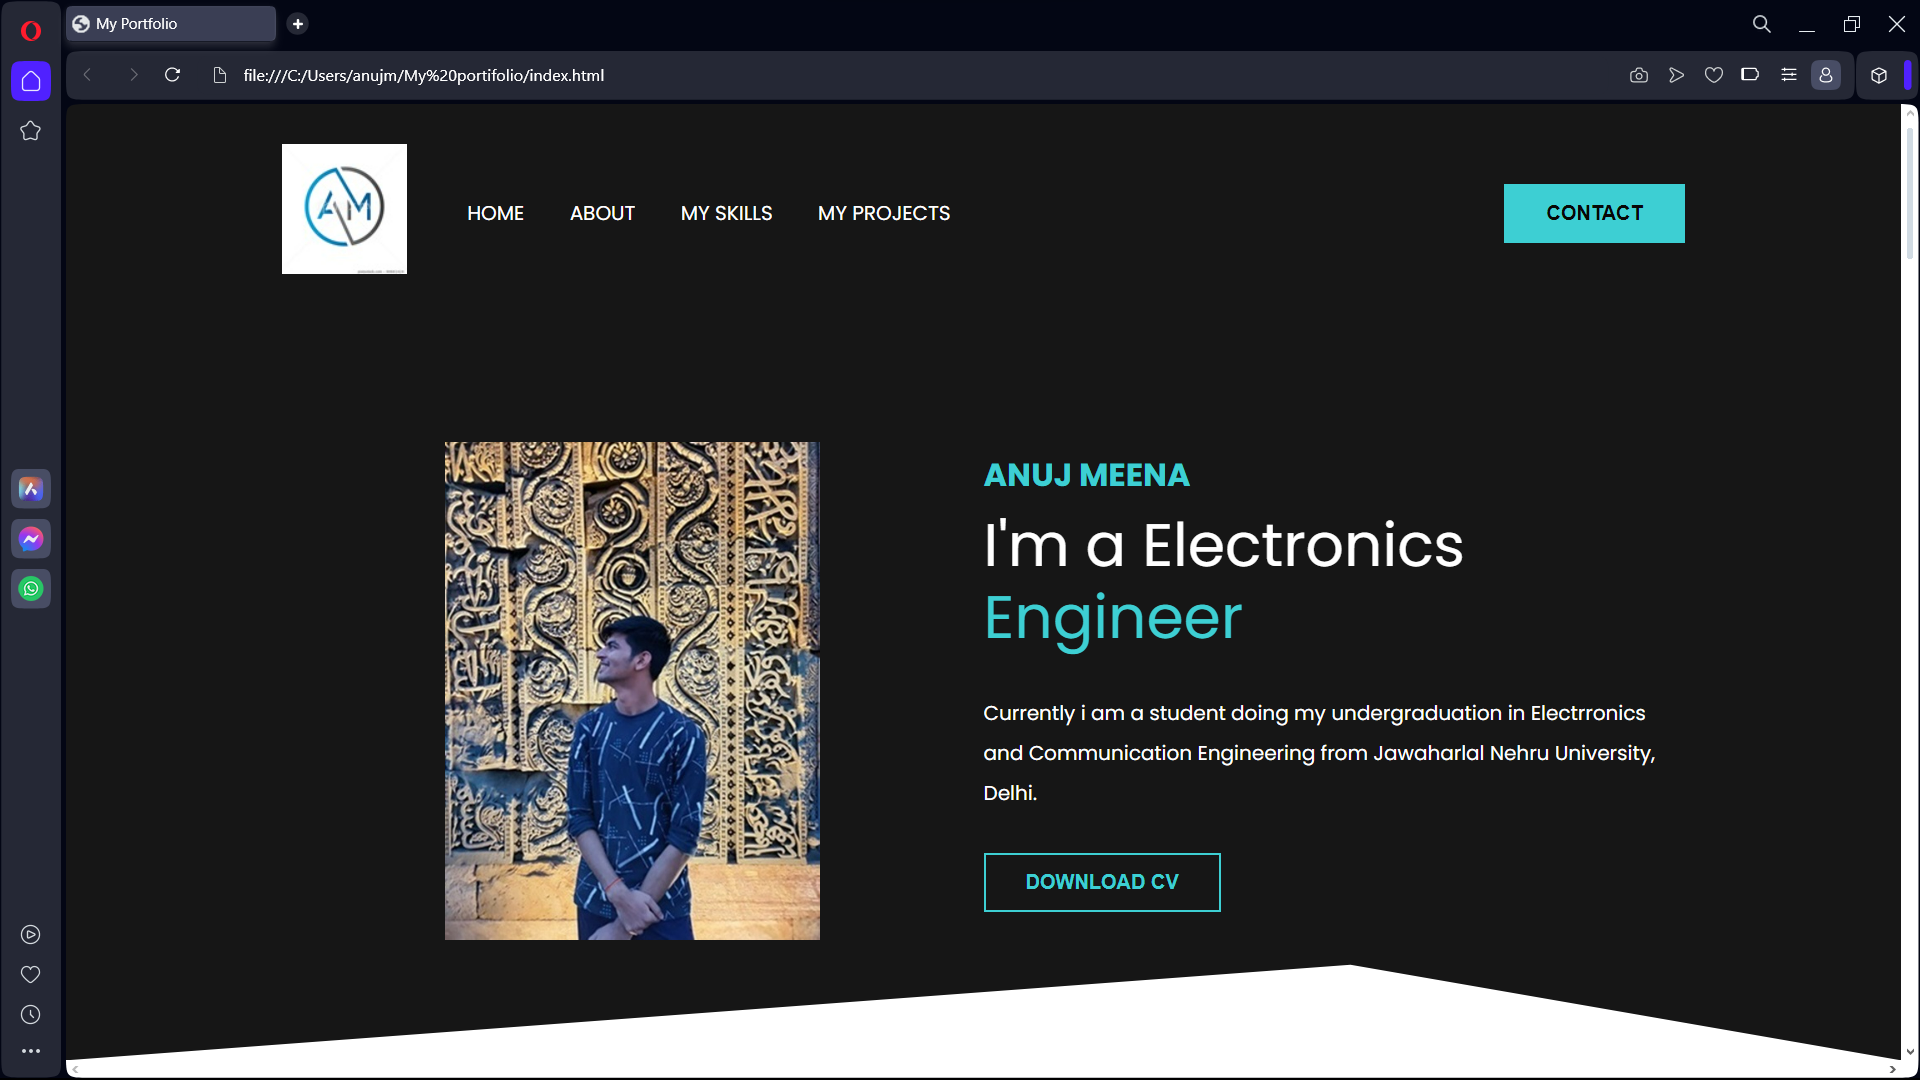 My Portfolio
file:///C:/Users/anujm/My%20portifolio/index.html
AM
HOME
ABOUT
MY SKILLS
MY PROJECTS
CONTACT
ANUJ MEENA
I'm a Electronics
Engineer
Currently i am a student doing my undergraduation in Electrronics
and Communication Engineering from Jawaharlal Nehru University,
Delhi.
DOWNLOAD CV